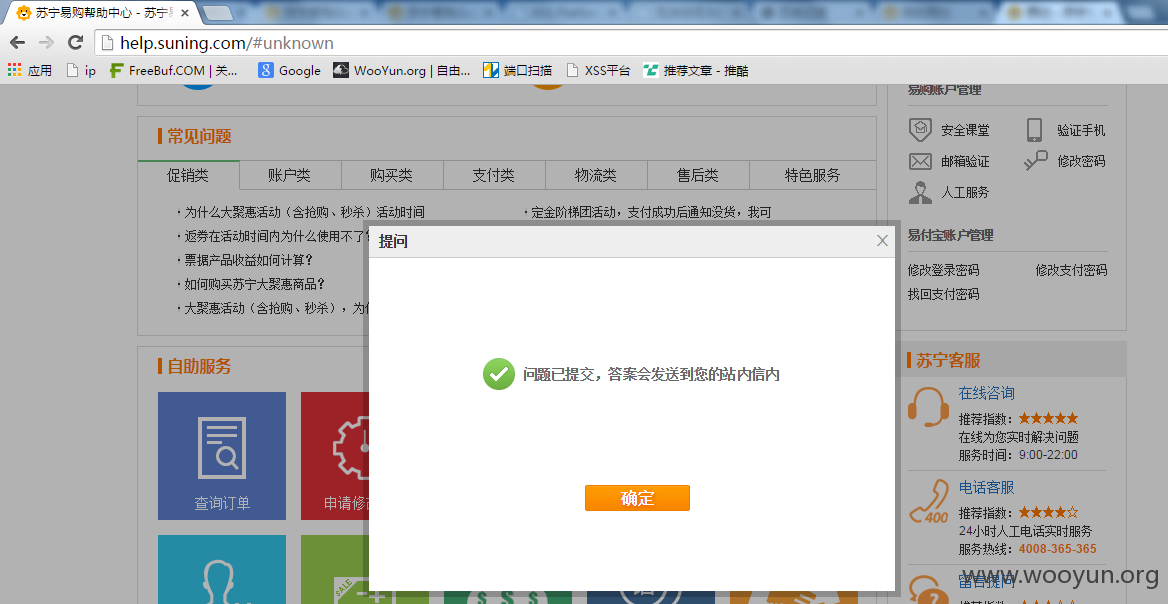 苏宁易购帮助中心 - 苏宁
help.suning.com/#unknown
应用 ip FreeBuf.COM | 关... Google WooYun.org | 自由... 端口扫描 XSS平台 推荐文章 - 推酷
易购账户管理
常见问题
促销类 账户类 购买类 支付类 物流类 售后类 特色服务
· 为什么大聚惠活动（含抢购、秒杀）活动时间
· 定金阶梯团活动，支付成功后通知没货，我可
· 返券在活动时间内为什么使用不了?
· 票据产品收益如何计算?
· 如何购买苏宁大聚惠商品?
· 大聚惠活动（含抢购、秒杀），为
安全课堂 验证手机
邮箱验证 修改密码
人工服务
易付宝账户管理
修改登录密码 修改支付密码
找回支付密码
提问
问题已提交，答案会发送到您的站内信内
确定
自助服务
查询订单
申请修改
SALE
$ $ $
苏宁客服
在线咨询
推荐指数：★★★★★
在线为您实时解决问题
服务时间：9:00-22:00
400
电话客服
推荐指数：★★★★☆
24小时人工电话实时服务
服务热线：4008-365-365
留言提问
www.wooyun.org